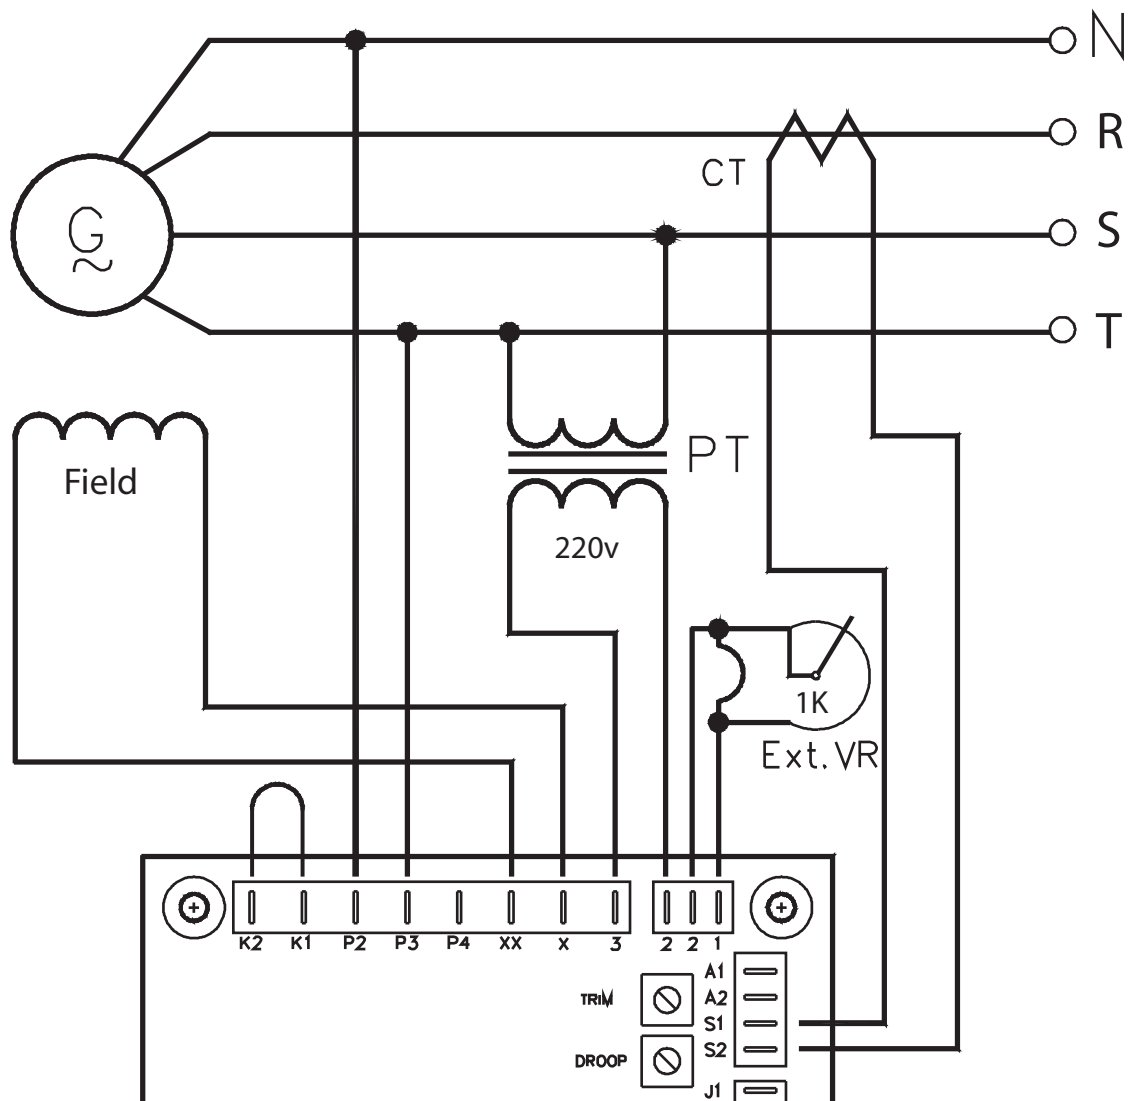 N
R
CT
S
G
T
PT
Field
220v
1K
Ext. VR
K2 K1 P2 P3 P4 XX X 3 2 2 1
A1
TRIM A2
S1
DROOP S2
J1